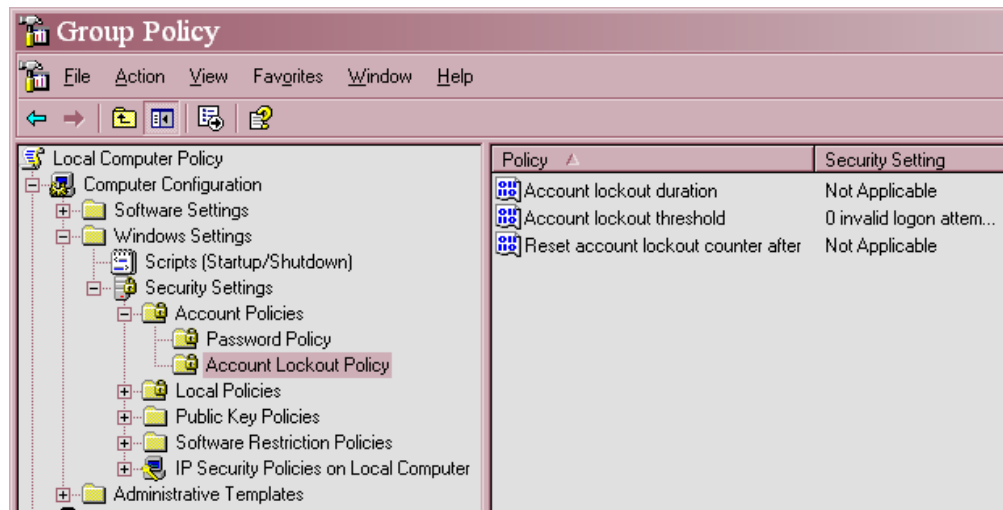 Group Policy
File Action View Favorites Window Help
Local Computer Policy
Computer Configuration
Software Settings
Windows Settings
Scripts (Startup/Shutdown)
Security Settings
Account Policies
Password Policy
Account Lockout Policy
Local Policies
Public Key Policies
Software Restriction Policies
IP Security Policies on Local Computer
Administrative Templates
Policy Security Setting
Account lockout duration Not Applicable
Account lockout threshold 0 invalid logon attem...
Reset account lockout counter after Not Applicable